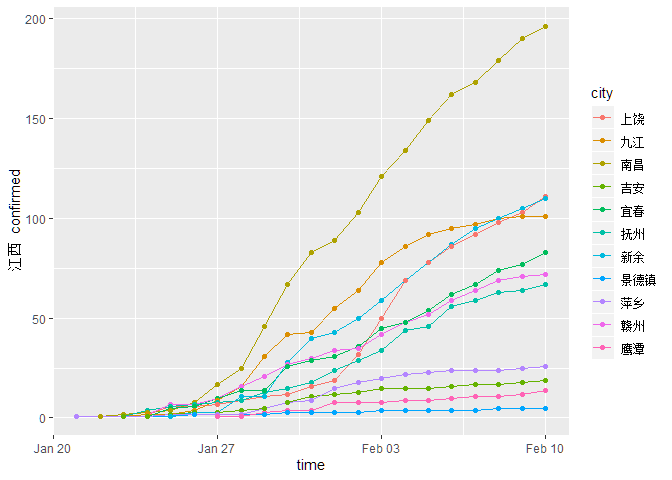 200
150
100
50
0
江西 confirmed
Jan 20
Jan 27
Feb 03
Feb 10
time
city
上饶
九江
南昌
吉安
宜春
抚州
新余
景德镇
萍乡
赣州
鹰潭